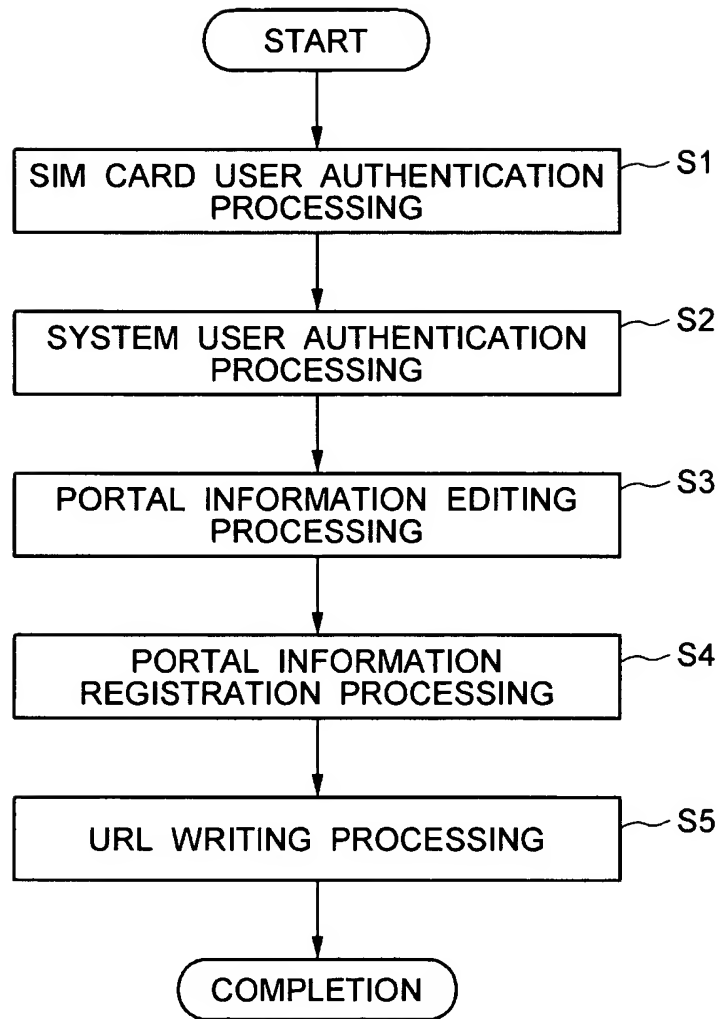 START
SIM CARD USER AUTHENTICATION
PROCESSING
S1
SYSTEM USER AUTHENTICATION
PROCESSING
S2
PORTAL INFORMATION EDITING
PROCESSING
S3
PORTAL INFORMATION
REGISTRATION PROCESSING
S4
URL WRITING PROCESSING
S5
COMPLETION